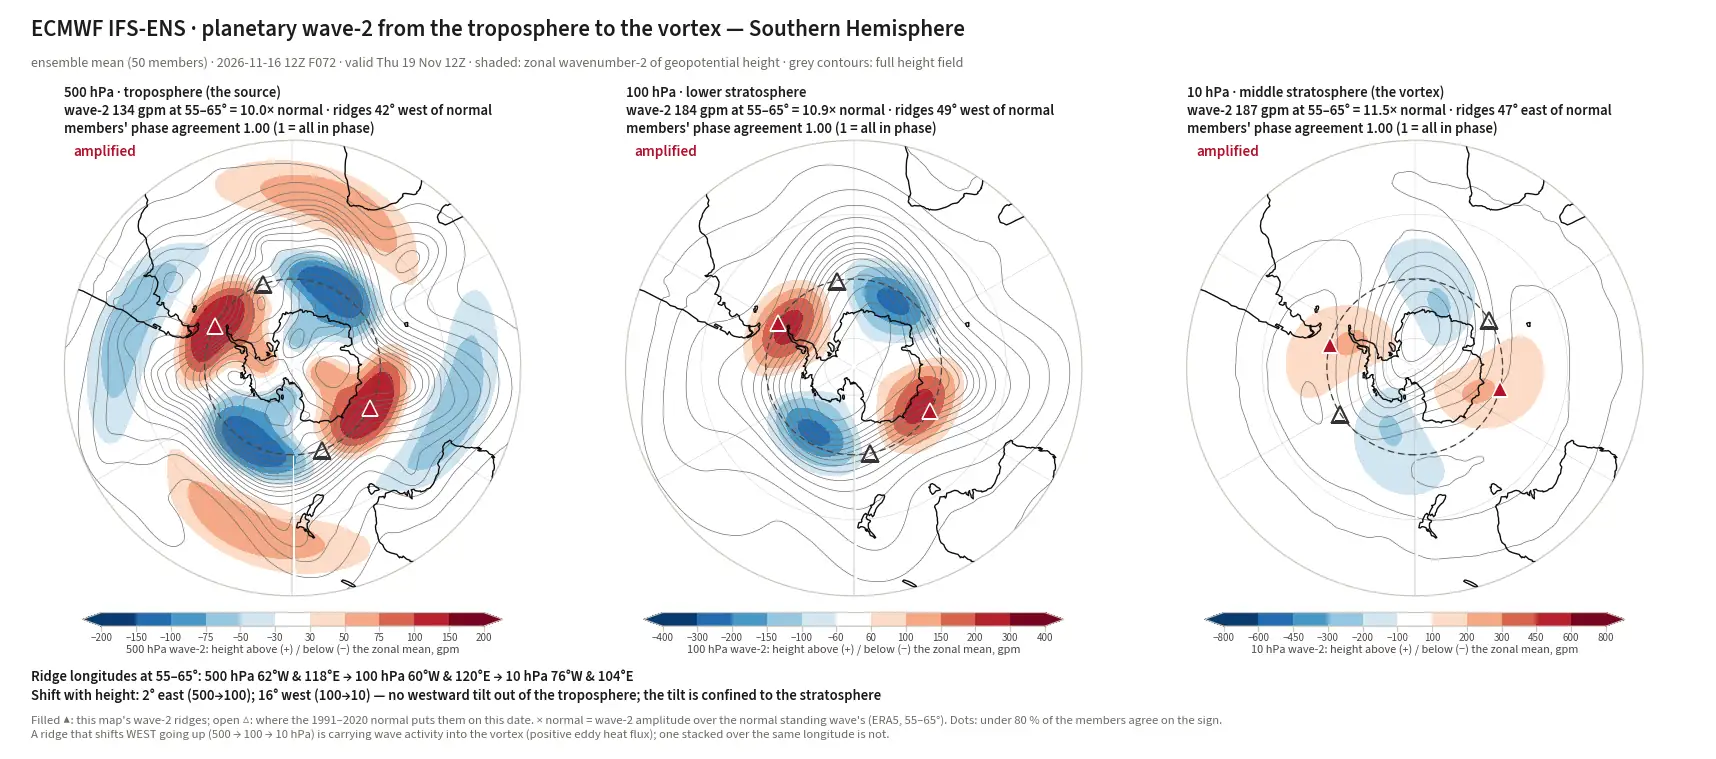 ECMWF IFS-ENS · planetary wave-2 from the troposphere to the vortex — Southern Hemisphere
ensemble mean (50 members) · 2026-11-16 12Z F072 · valid Thu 19 Nov 12Z · shaded: zonal wavenumber-2 of geopotential height · grey contours: full height field
500 hPa · troposphere (the source)
wave-2 134 gpm at 55–65° = 10.0× normal · ridges 42° west of normal
members' phase agreement 1.00 (1 = all in phase)
amplified
100 hPa · lower stratosphere
wave-2 184 gpm at 55–65° = 10.9× normal · ridges 49° west of normal
members' phase agreement 1.00 (1 = all in phase)
amplified
10 hPa · middle stratosphere (the vortex)
wave-2 187 gpm at 55–65° = 11.5× normal · ridges 47° east of normal
members' phase agreement 1.00 (1 = all in phase)
amplified
−200 −150 −100 −75 −50 −30 30 50 75 100 150 200
500 hPa wave-2: height above (+) / below (−) the zonal mean, gpm
−400 −300 −200 −150 −100 −60 60 100 150 200 300 400
100 hPa wave-2: height above (+) / below (−) the zonal mean, gpm
−800 −600 −450 −300 −200 −100 100 200 300 450 600 800
10 hPa wave-2: height above (+) / below (−) the zonal mean, gpm
Ridge longitudes at 55–65°: 500 hPa 62°W & 118°E → 100 hPa 60°W & 120°E → 10 hPa 76°W & 104°E
Shift with height: 2° east (500→100); 16° west (100→10) — no westward tilt out of the troposphere; the tilt is confined to the stratosphere
Filled ▲: this map's wave-2 ridges; open △: where the 1991–2020 normal puts them on this date. × normal = wave-2 amplitude over the normal standing wave's (ERA5, 55–65°). Dots: under 80 % of the members agree on the sign.
A ridge that shifts WEST going up (500 → 100 → 10 hPa) is carrying wave activity into the vortex (positive eddy heat flux); one stacked over the same longitude is not.